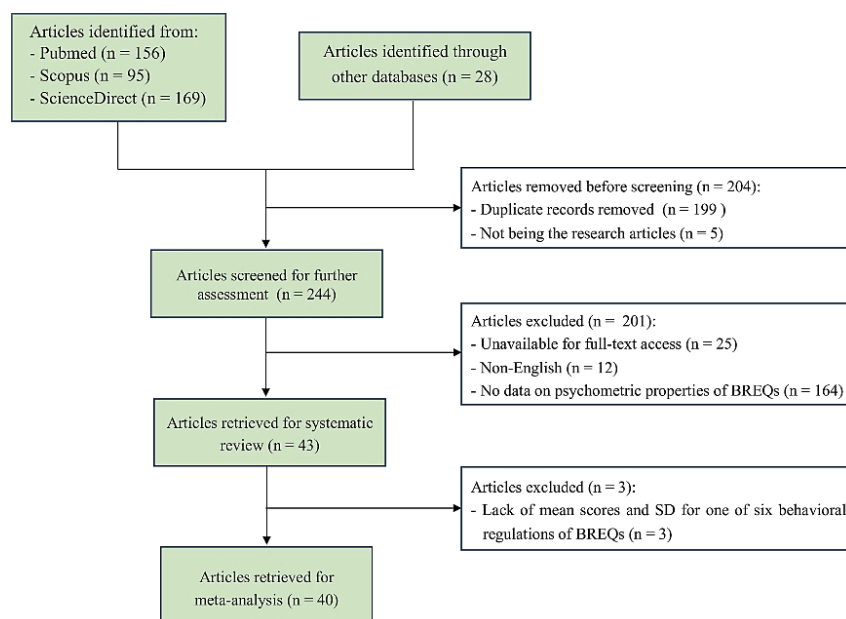 Articles identified from:
- Pubmed (n = 156)
- Scopus (n = 95)
- ScienceDirect (n = 169)
Articles identified through
other databases (n = 28)
Articles removed before screening (n = 204):
- Duplicate records removed (n = 199 )
- Not being the research articles (n = 5)
Articles screened for further
assessment (n = 244)
Articles excluded (n = 201):
- Unavailable for full-text access (n = 25)
- Non-English (n = 12)
- No data on psychometric properties of BREQs (n = 164)
Articles retrieved for systematic
review (n = 43)
Articles excluded (n = 3):
- Lack of mean scores and SD for one of six behavioral
regulations of BREQs (n = 3)
Articles retrieved for
meta-analysis (n = 40)